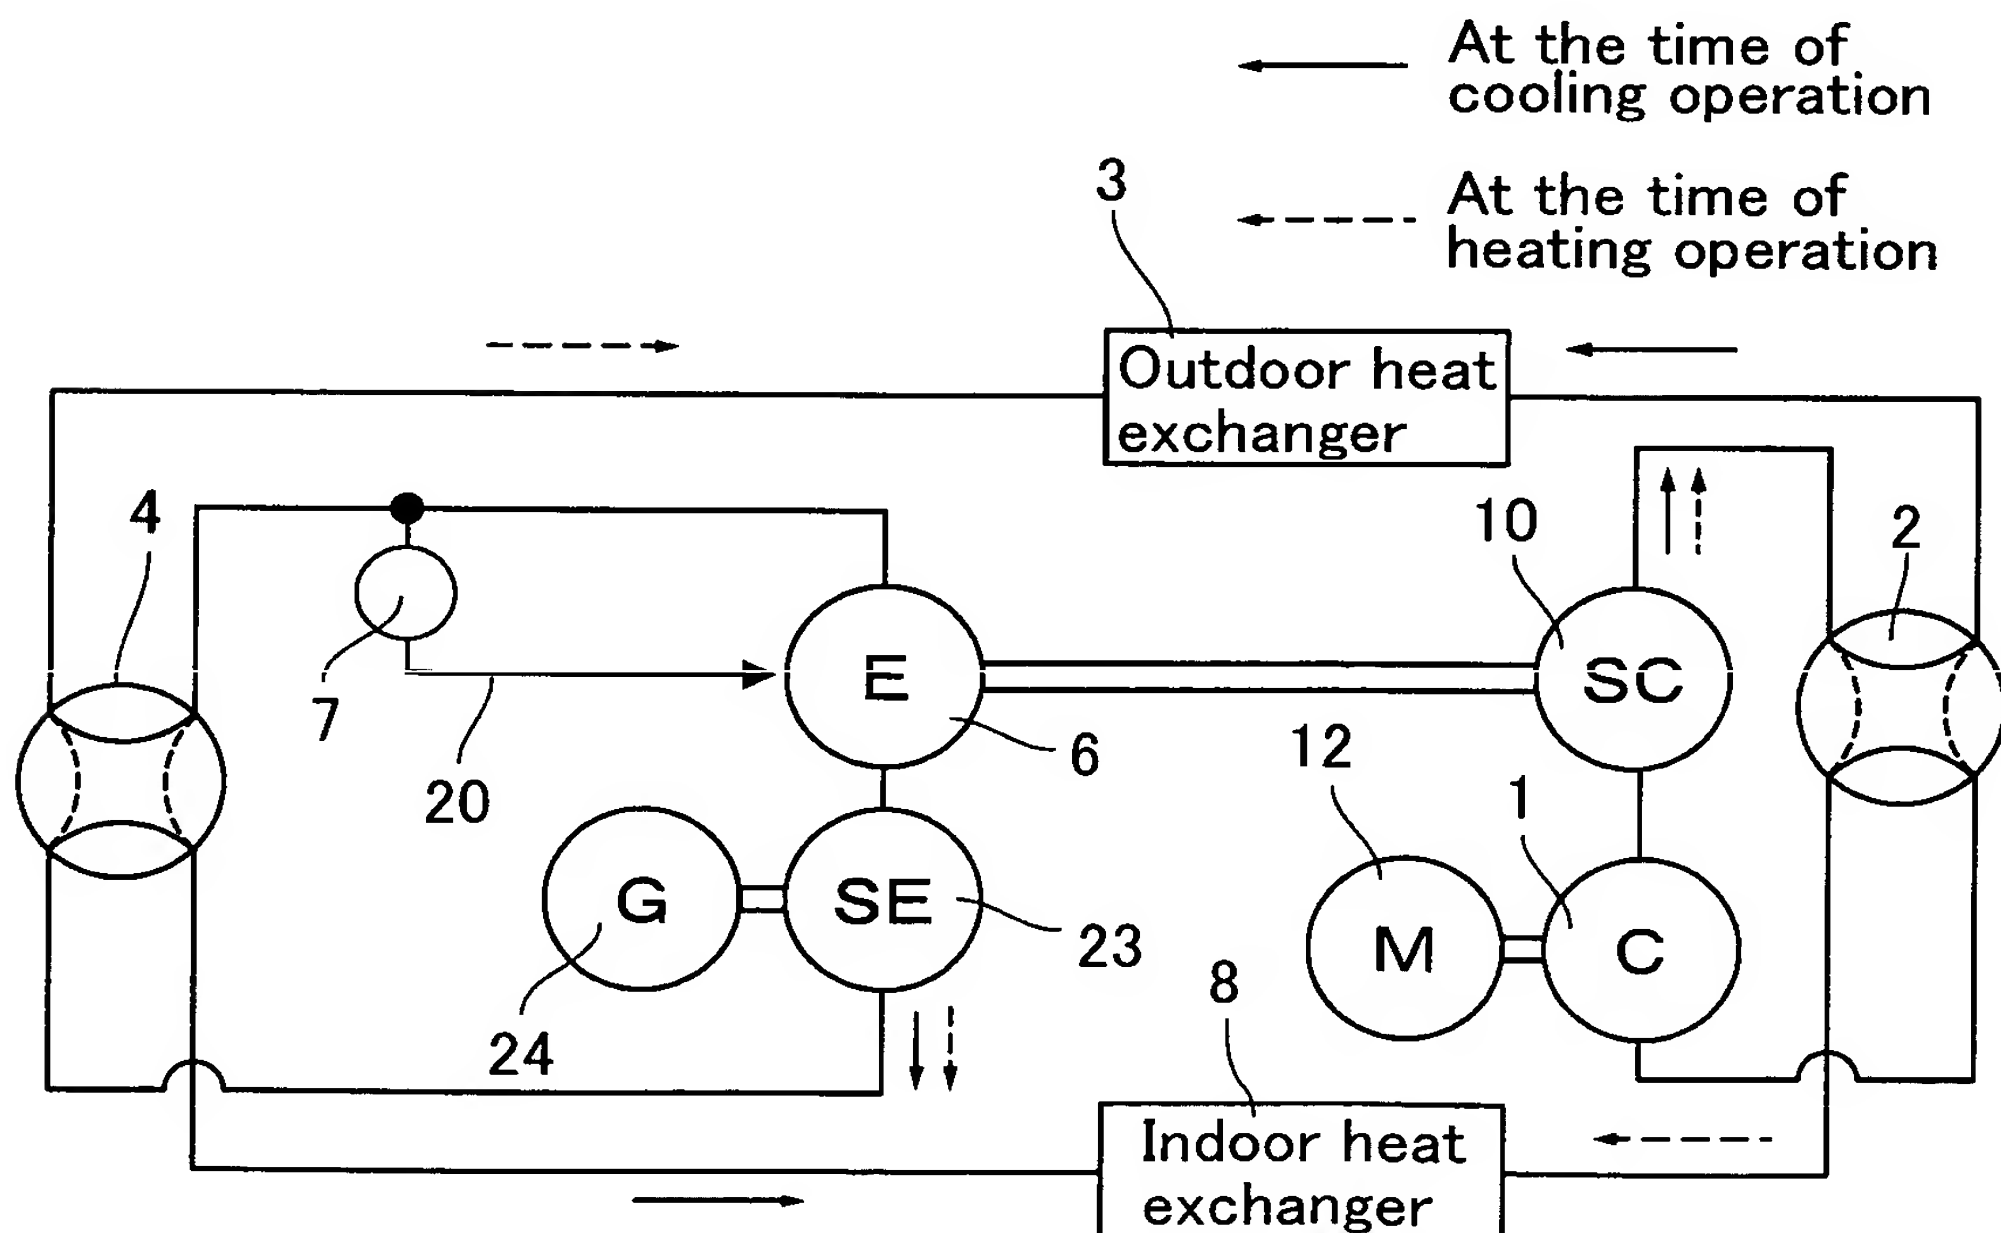 At the time of
cooling operation
3
At the time of
heating operation
Outdoor heat
exchanger
4
10
2
7
E
SC
20
6
12
1
G
SE
M
C
23
24
8
Indoor heat
exchanger